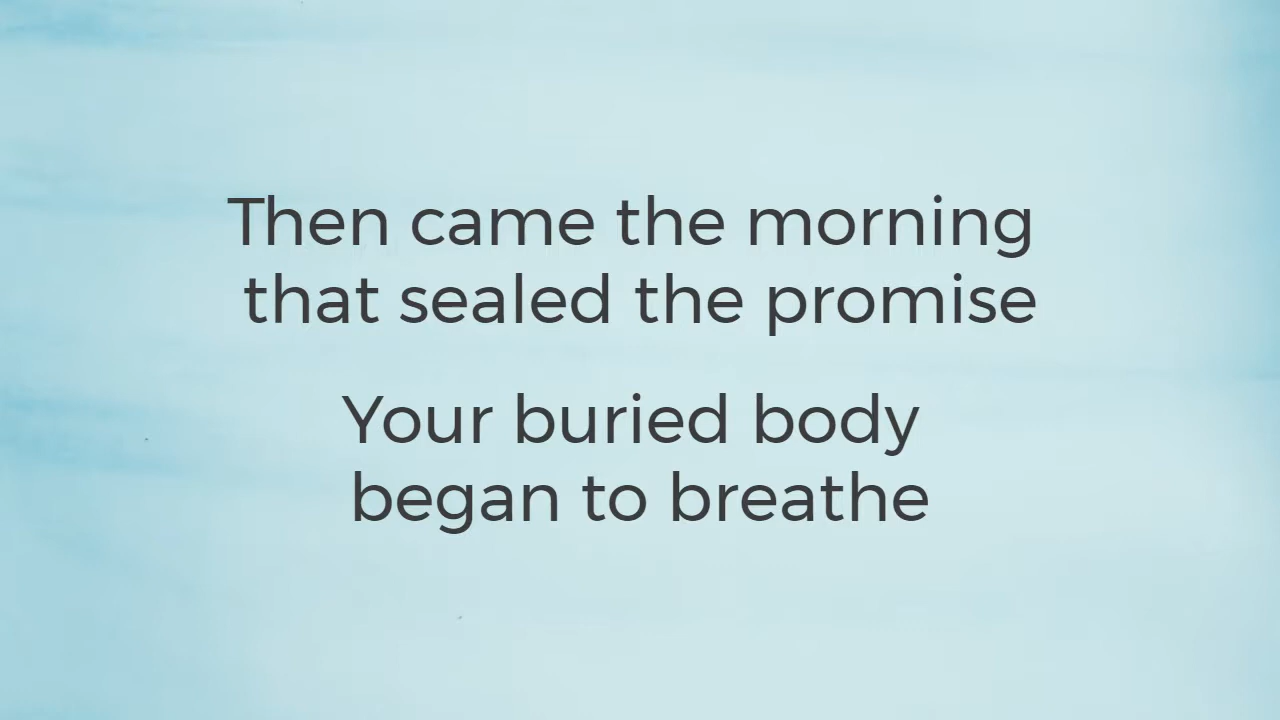 Then came the morning
that sealed the promise
Your buried body
began to breathe